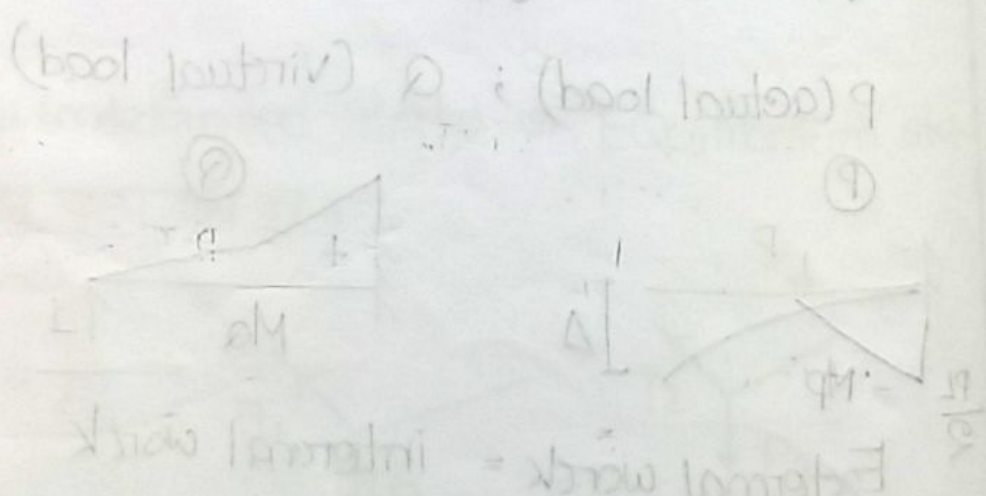 P (actual load) ; Q (virtual load)
P
Q
P
1
Δ
Mp
MQ
L
External work = internal work